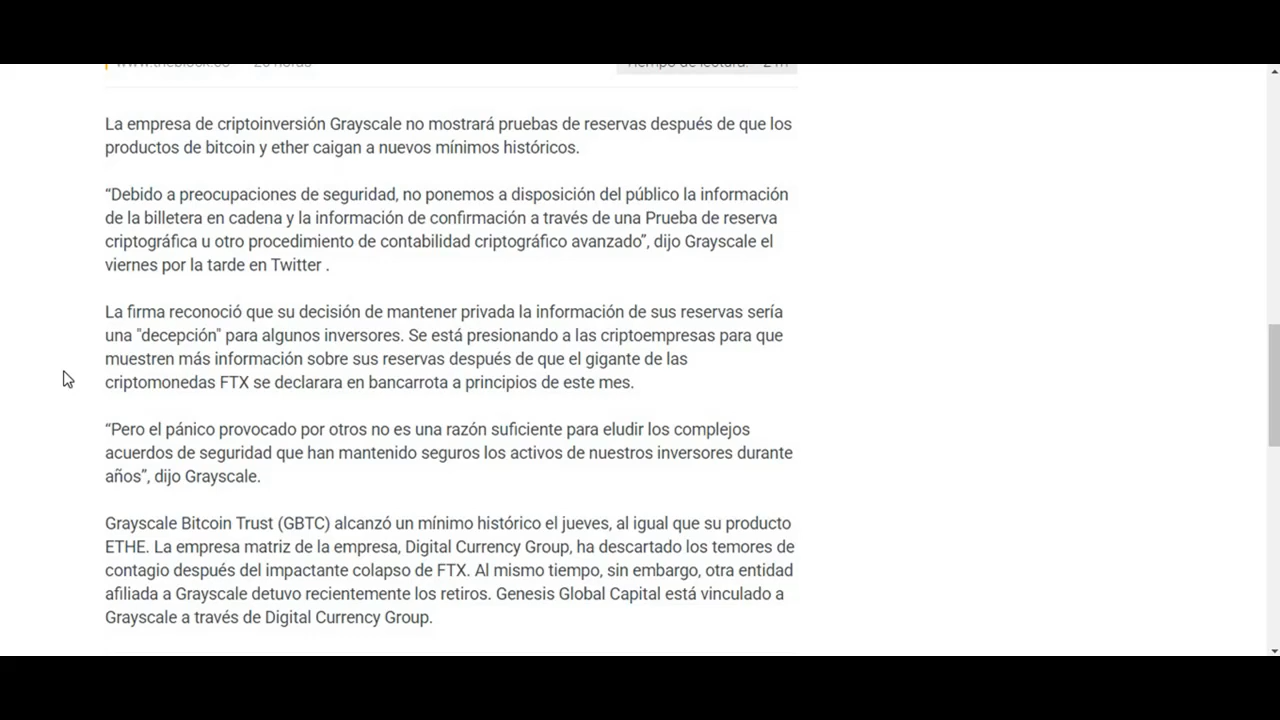 La empresa de criptoinversión Grayscale no mostrará pruebas de reservas después de que los
productos de bitcoin y ether caigan a nuevos mínimos históricos.
“Debido a preocupaciones de seguridad, no ponemos a disposición del público la información
de la billetera en cadena y la información de confirmación a través de una Prueba de reserva
criptográfica u otro procedimiento de contabilidad criptográfico avanzado”, dijo Grayscale el
viernes por la tarde en Twitter .
La firma reconoció que su decisión de mantener privada la información de sus reservas sería
una "decepción" para algunos inversores. Se está presionando a las criptoempresas para que
muestren más información sobre sus reservas después de que el gigante de las
criptomonedas FTX se declarara en bancarrota a principios de este mes.
“Pero el pánico provocado por otros no es una razón suficiente para eludir los complejos
acuerdos de seguridad que han mantenido seguros los activos de nuestros inversores durante
años”, dijo Grayscale.
Grayscale Bitcoin Trust (GBTC) alcanzó un mínimo histórico el jueves, al igual que su producto
ETHE. La empresa matriz de la empresa, Digital Currency Group, ha descartado los temores de
contagio después del impactante colapso de FTX. Al mismo tiempo, sin embargo, otra entidad
afiliada a Grayscale detuvo recientemente los retiros. Genesis Global Capital está vinculado a
Grayscale a través de Digital Currency Group.